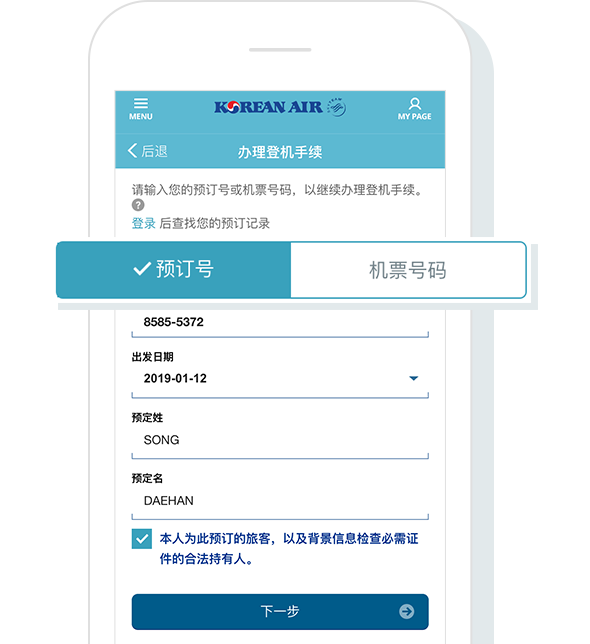 MENU
KOREAN AIR
MY PAGE
后退
办理登机手续
请输入您的预订号或机票号码，以继续办理登机手续。
?
登录 后查找您的预订记录
预订号
机票号码
8585-5372
出发日期
2019-01-12
预定姓
SONG
预定名
DAEHAN
本人为此预订的旅客，以及背景信息检查必需证
件的合法持有人。
下一步